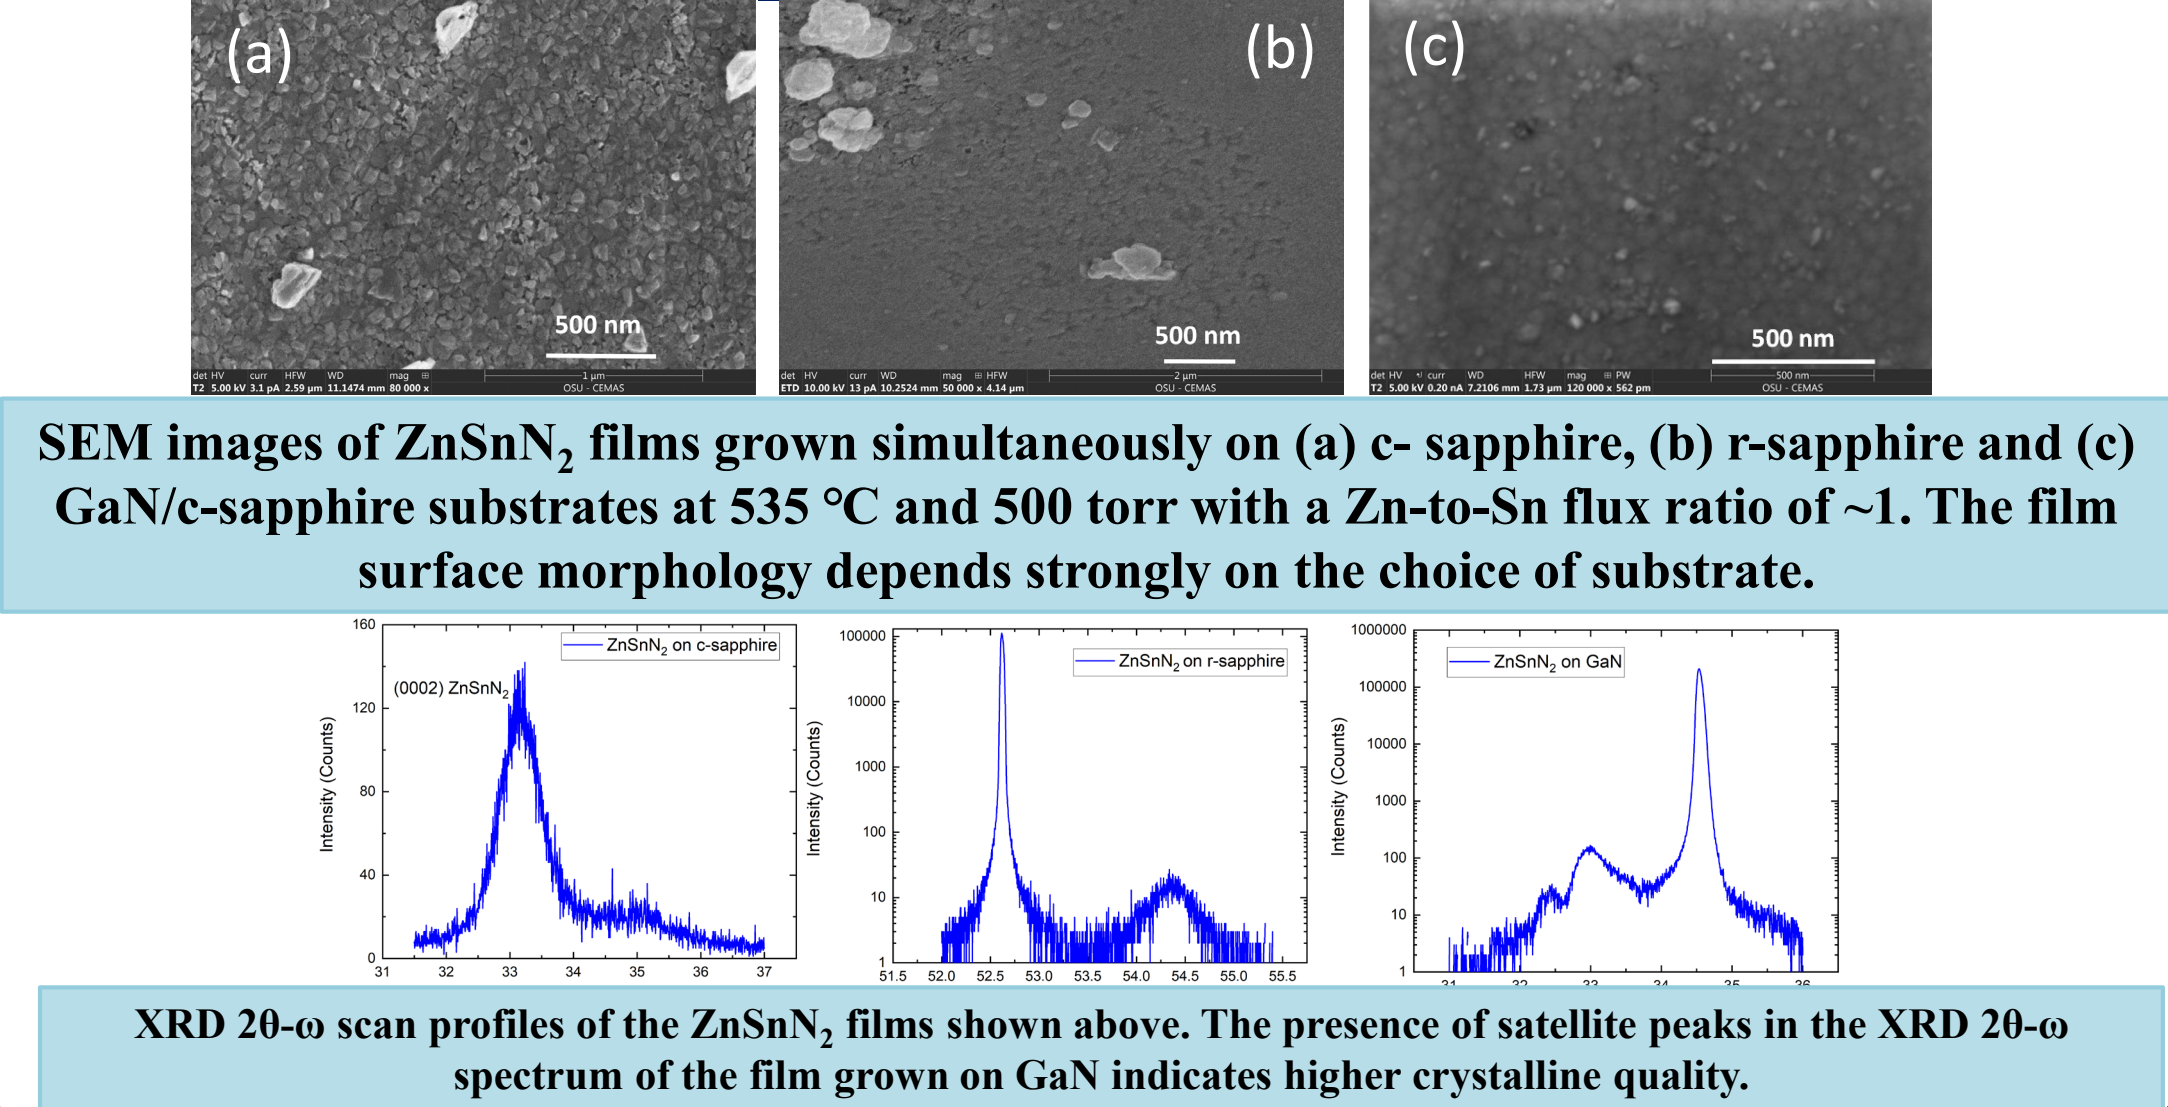 (a)
500 nm
det HV curr HFW WD mag ⊞ 1 µm
T2 5.00 kV 3.1 pA 2.59 µm 11.1474 mm 80 000 x OSU - CEMAS
(b)
500 nm
det HV curr WD mag ⊞ HFW 2 µm
ETD 10.00 kV 13 pA 10.2524 mm 50 000 x 4.14 µm OSU - CEMAS
(c)
500 nm
det HV curr WD HFW mag ⊞ PW 500 nm
T2 5.00 kV 0.20 nA 7.2106 mm 1.73 µm 120 000 x 562 pm OSU - CEMAS
SEM images of ZnSnN₂ films grown simultaneously on (a) c- sapphire, (b) r-sapphire and (c)
GaN/c-sapphire substrates at 535 °C and 500 torr with a Zn-to-Sn flux ratio of ~1. The film
surface morphology depends strongly on the choice of substrate.
160
120
80
40
0
31 32 33 34 35 36 37
Intensity (Counts)
ZnSnN₂ on c-sapphire
(0002) ZnSnN₂
100000
10000
1000
100
10
1
51.5 52.0 52.5 53.0 53.5 54.0 54.5 55.0 55.5
Intensity (Counts)
ZnSnN₂ on r-sapphire
1000000
100000
10000
1000
100
10
1
31 32 33 34 35 36
Intensity (Counts)
ZnSnN₂ on GaN
XRD 2θ-ω scan profiles of the ZnSnN₂ films shown above. The presence of satellite peaks in the XRD 2θ-ω
spectrum of the film grown on GaN indicates higher crystalline quality.